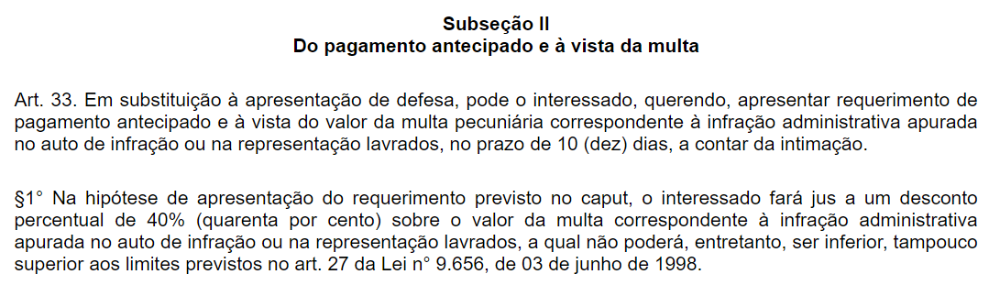 Subseção II
Do pagamento antecipado e à vista da multa
Art. 33. Em substituição à apresentação de defesa, pode o interessado, querendo, apresentar requerimento de
pagamento antecipado e à vista do valor da multa pecuniária correspondente à infração administrativa apurada
no auto de infração ou na representação lavrados, no prazo de 10 (dez) dias, a contar da intimação.
§1° Na hipótese de apresentação do requerimento previsto no caput, o interessado fará jus a um desconto
percentual de 40% (quarenta por cento) sobre o valor da multa correspondente à infração administrativa
apurada no auto de infração ou na representação lavrados, a qual não poderá, entretanto, ser inferior, tampouco
superior aos limites previstos no art. 27 da Lei n° 9.656, de 03 de junho de 1998.